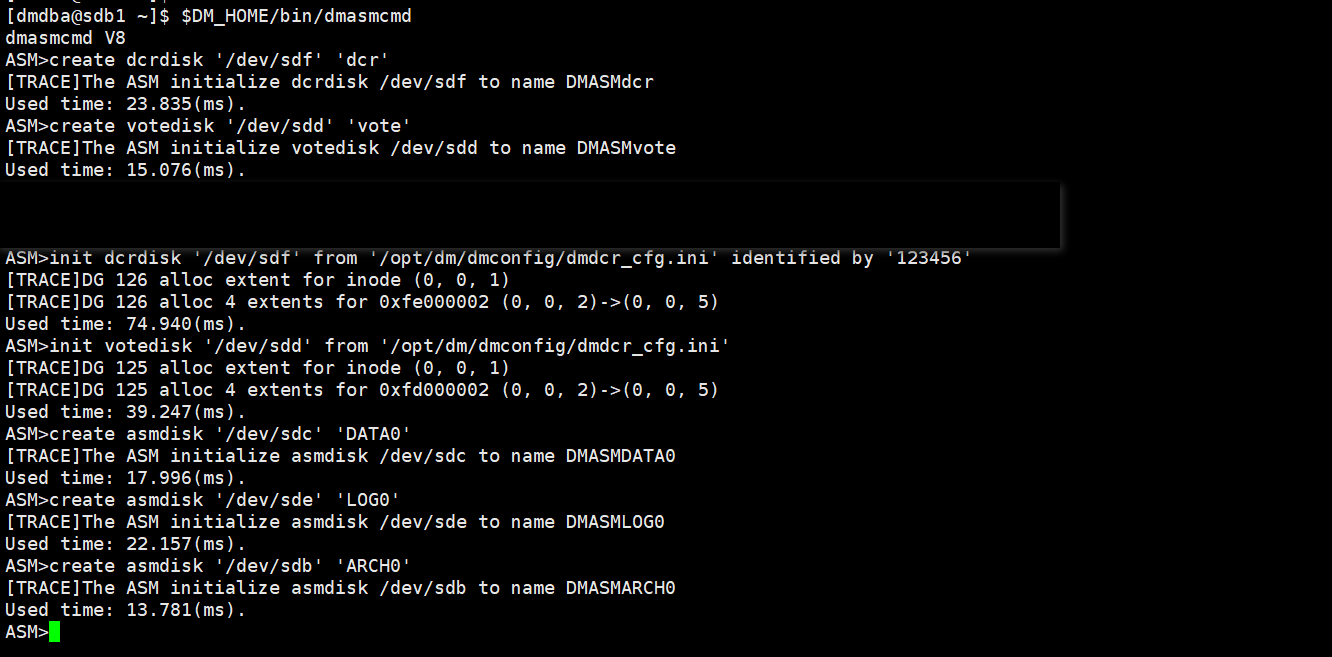 [dmdba@sdb1 ~]$ $DM_HOME/bin/dmasmcmd
dmasmcmd V8
ASM>create dcrdisk '/dev/sdf' 'dcr'
[TRACE]The ASM initialize dcrdisk /dev/sdf to name DMASMdcr
Used time: 23.835(ms).
ASM>create votedisk '/dev/sdd' 'vote'
[TRACE]The ASM initialize votedisk /dev/sdd to name DMASMvote
Used time: 15.076(ms).
ASM>init dcrdisk '/dev/sdf' from '/opt/dm/dmconfig/dmdcr_cfg.ini' identified by '123456'
[TRACE]DG 126 alloc extent for inode (0, 0, 1)
[TRACE]DG 126 alloc 4 extents for 0xfe000002 (0, 0, 2)->(0, 0, 5)
Used time: 74.940(ms).
ASM>init votedisk '/dev/sdd' from '/opt/dm/dmconfig/dmdcr_cfg.ini'
[TRACE]DG 125 alloc extent for inode (0, 0, 1)
[TRACE]DG 125 alloc 4 extents for 0xfd000002 (0, 0, 2)->(0, 0, 5)
Used time: 39.247(ms).
ASM>create asmdisk '/dev/sdc' 'DATA0'
[TRACE]The ASM initialize asmdisk /dev/sdc to name DMASMDATA0
Used time: 17.996(ms).
ASM>create asmdisk '/dev/sde' 'LOG0'
[TRACE]The ASM initialize asmdisk /dev/sde to name DMASMLOG0
Used time: 22.157(ms).
ASM>create asmdisk '/dev/sdb' 'ARCH0'
[TRACE]The ASM initialize asmdisk /dev/sdb to name DMASMARCH0
Used time: 13.781(ms).
ASM>